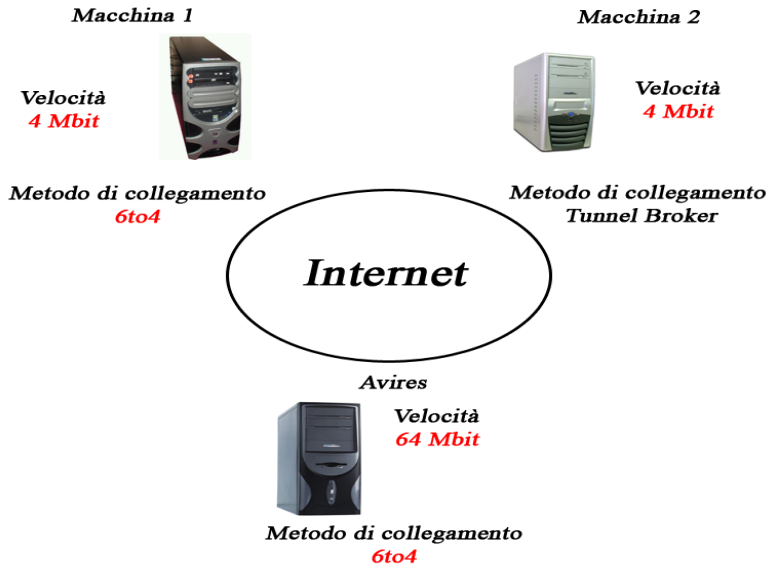 Macchina 1
Velocità
4 Mbit
Metodo di collegamento
6to4
Macchina 2
Velocità
4 Mbit
Metodo di collegamento
Tunnel Broker
Internet
Avires
Velocità
64 Mbit
Metodo di collegamento
6to4